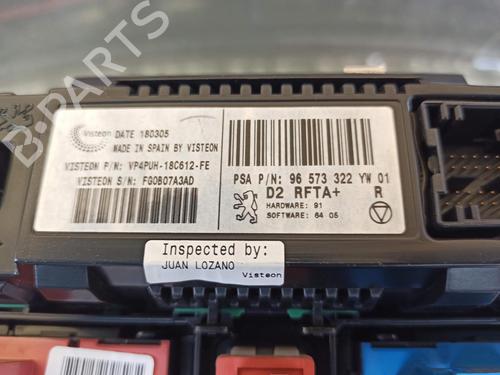 Visteon DATE 180305
MADE IN SPAIN BY VISTEON
VISTEON P/N: VP4PUH-18C612-FE
VISTEON S/N: FG0B07A3AD
PSA P/N: 96 573 322 YW 01
D2 RFTA+ R
HARDWARE: 91
SOFTWARE: 64 05
Inspected by:
JUAN LOZANO
Visteon
B-PARTS